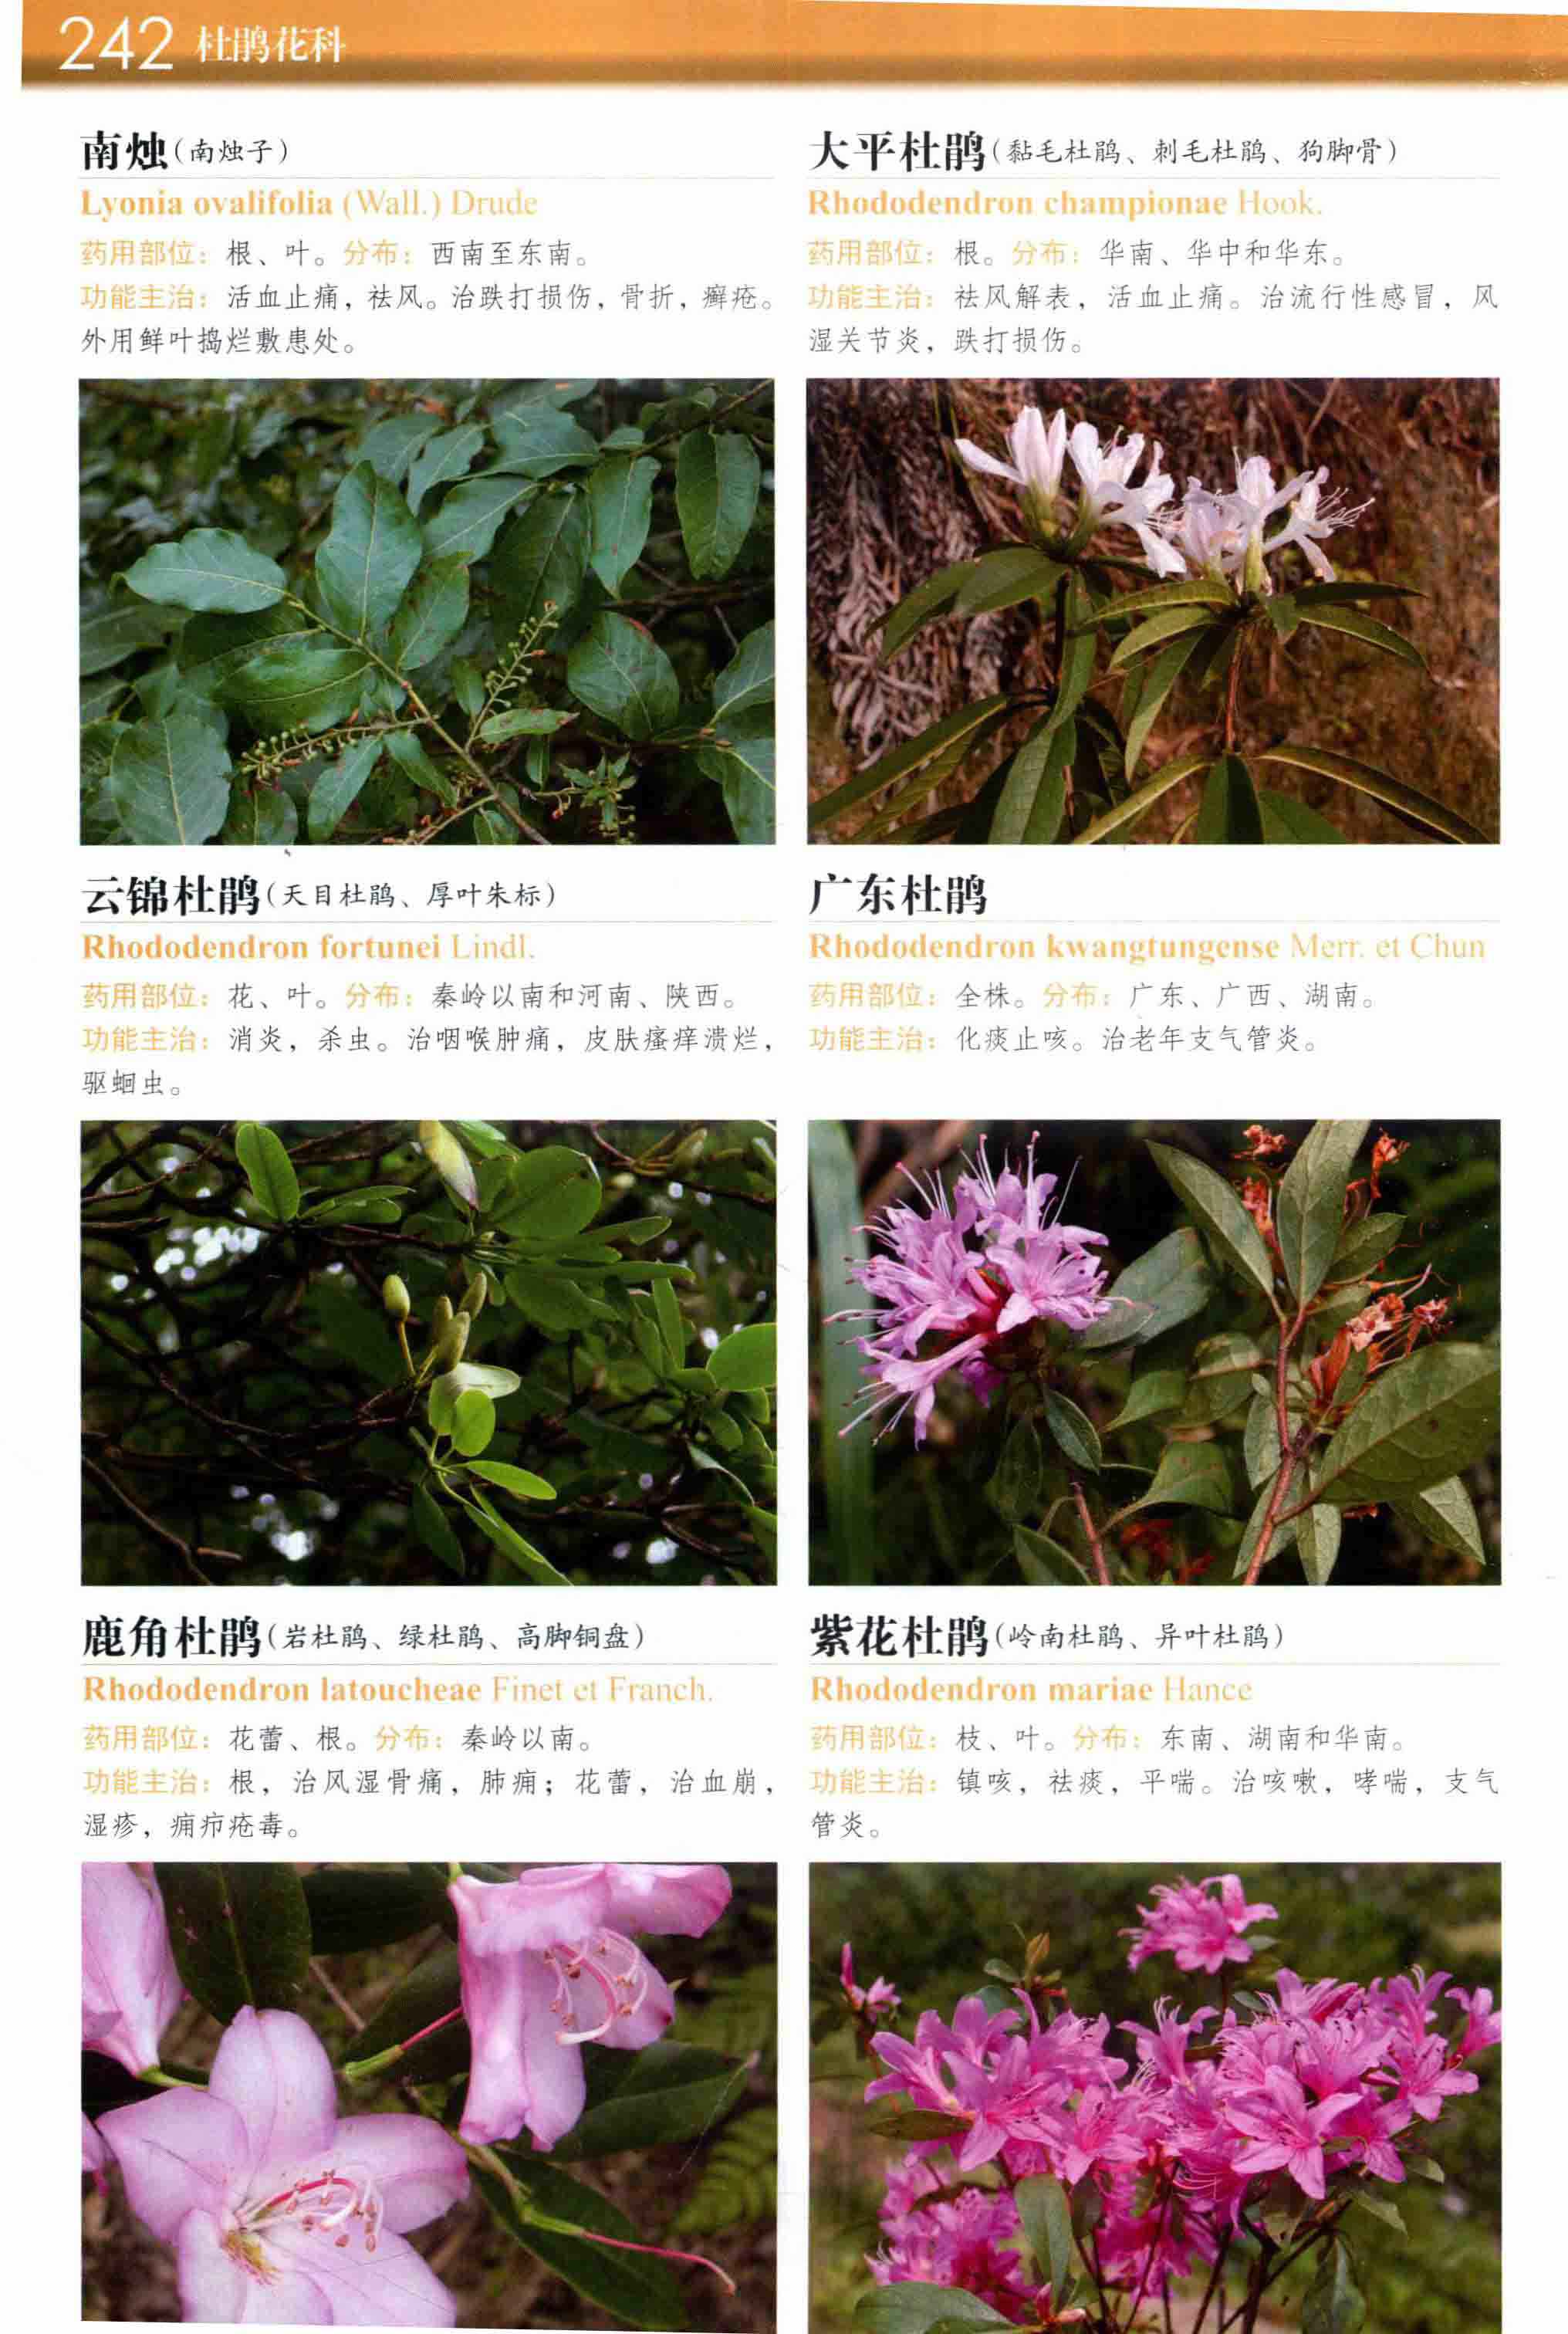 242 杜鹃花科
南烛(南烛子)
Lyonia ovalifolia (Wall.) Drude
药用部位：根、叶。分布：西南至东南。
功能主治：活血止痛，祛风。治跌打损伤，骨折，癣疮。
外用鲜叶捣烂敷患处。
大平杜鹃(黏毛杜鹃、刺毛杜鹃、狗脚骨)
Rhododendron championae Hook.
药用部位：根。分布：华南、华中和华东。
功能主治：祛风解表，活血止痛。治流行性感冒，风
湿关节炎，跌打损伤。
云锦杜鹃(天目杜鹃、厚叶朱标)
Rhododendron fortunei Lindl.
药用部位：花、叶。分布：秦岭以南和河南、陕西。
功能主治：消炎，杀虫。治咽喉肿痛，皮肤瘙痒溃烂，
驱蛔虫。
广东杜鹃
Rhododendron kwangtungense Merr. et Chun
药用部位：全株。分布：广东、广西、湖南。
功能主治：化痰止咳。治老年支气管炎。
鹿角杜鹃(岩杜鹃、绿杜鹃、高脚铜盘)
Rhododendron latoucheae Finet et Franch.
药用部位：花蕾、根。分布：秦岭以南。
功能主治：根，治风湿骨痛，肺痈；花蕾，治血崩，
湿疹，痈疖疮毒。
紫花杜鹃(岭南杜鹃、异叶杜鹃)
Rhododendron mariae Hance
药用部位：枝、叶。分布：东南、湖南和华南。
功能主治：镇咳，祛痰，平喘。治咳嗽，哮喘，支气
管炎。